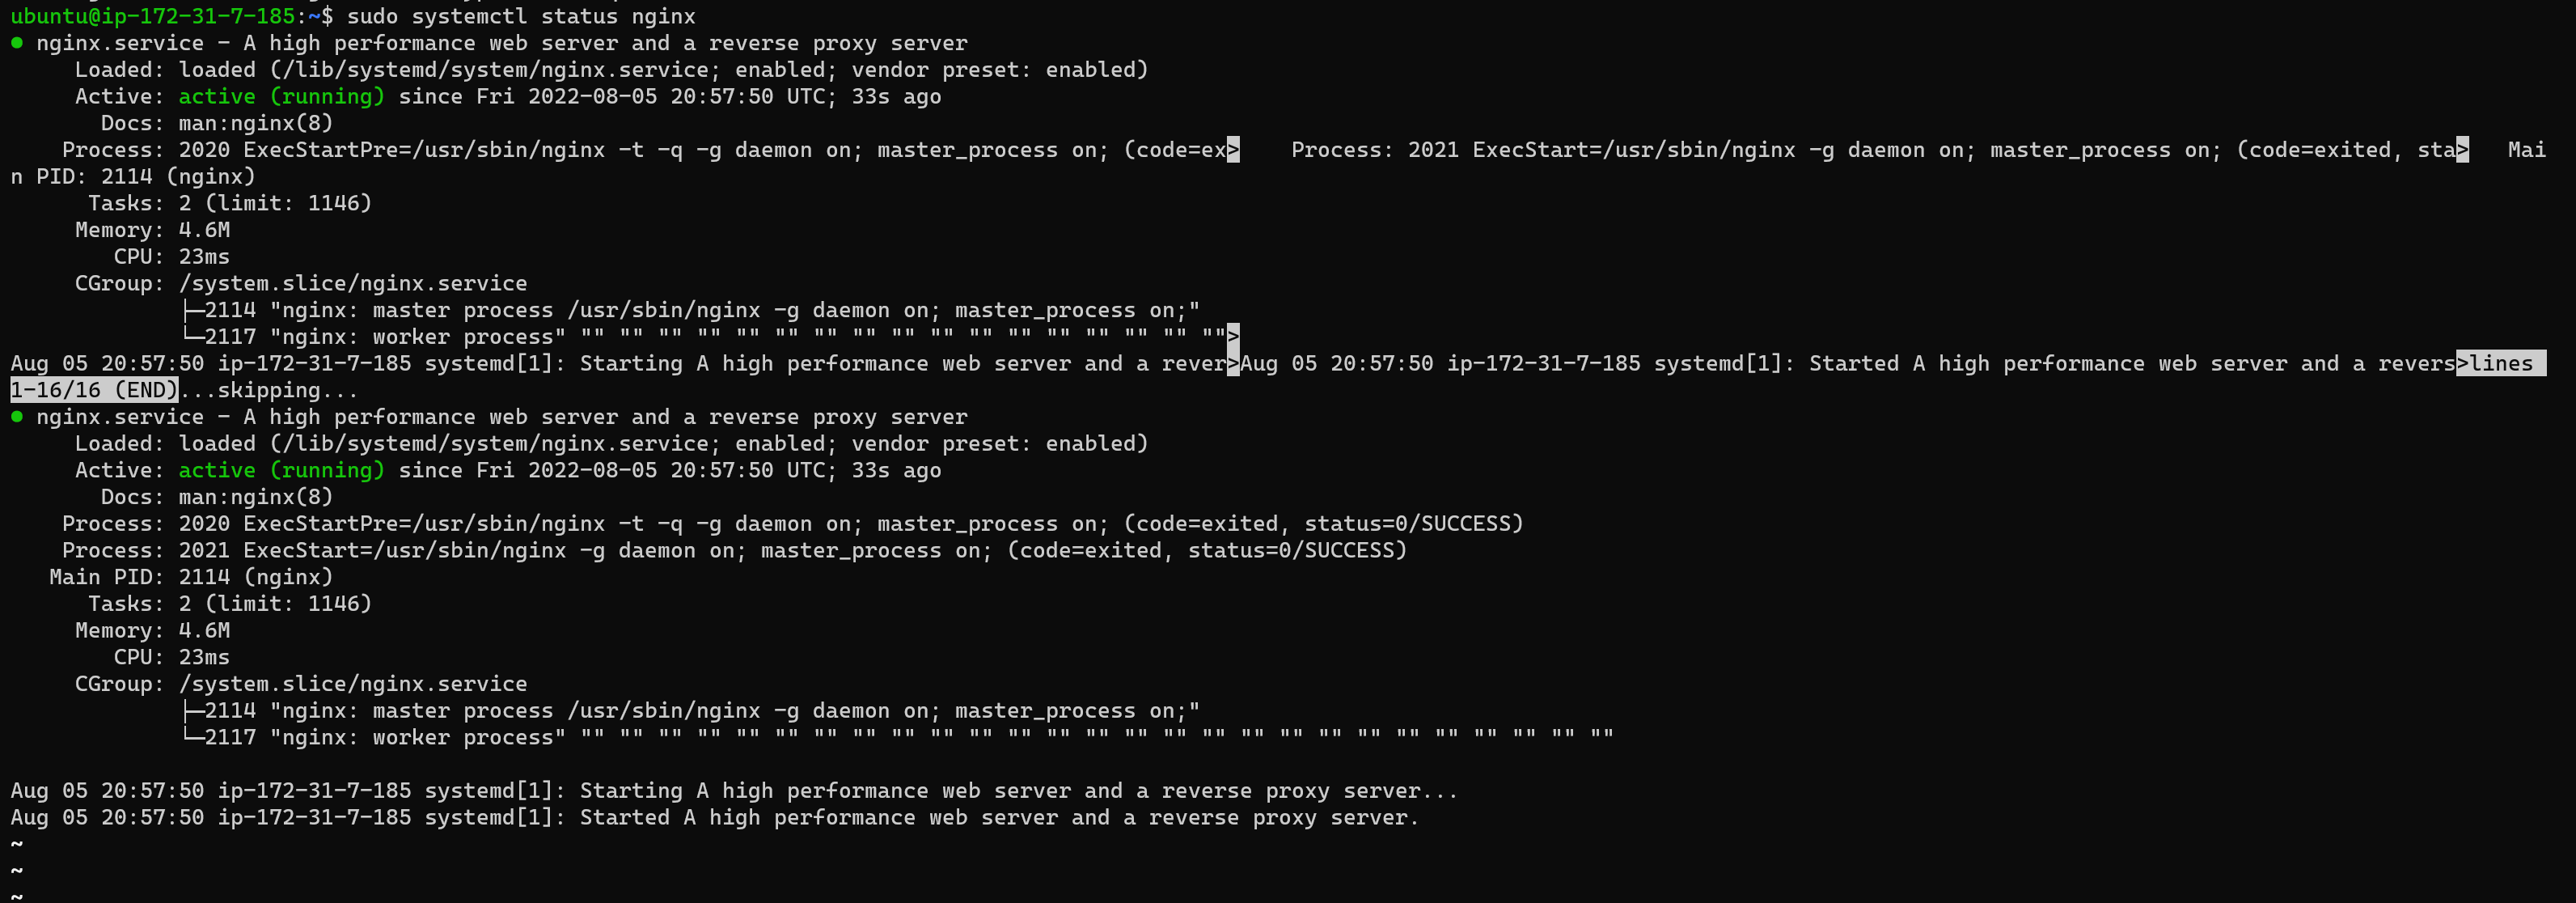 ubuntu@ip-172-31-7-185:~$ sudo systemctl status nginx
● nginx.service - A high performance web server and a reverse proxy server
     Loaded: loaded (/lib/systemd/system/nginx.service; enabled; vendor preset: enabled)
     Active: active (running) since Fri 2022-08-05 20:57:50 UTC; 33s ago
       Docs: man:nginx(8)
    Process: 2020 ExecStartPre=/usr/sbin/nginx -t -q -g daemon on; master_process on; (code=ex>    Process: 2021 ExecStart=/usr/sbin/nginx -g daemon on; master_process on; (code=exited, sta>   Mai
n PID: 2114 (nginx)
      Tasks: 2 (limit: 1146)
     Memory: 4.6M
        CPU: 23ms
     CGroup: /system.slice/nginx.service
             ├─2114 "nginx: master process /usr/sbin/nginx -g daemon on; master_process on;"
             └─2117 "nginx: worker process" "" "" "" "" "" "" "" "" "" "" "" "" "" "" "" "" "">
Aug 05 20:57:50 ip-172-31-7-185 systemd[1]: Starting A high performance web server and a rever>Aug 05 20:57:50 ip-172-31-7-185 systemd[1]: Started A high performance web server and a revers>lines
1-16/16 (END)...skipping...
● nginx.service - A high performance web server and a reverse proxy server
     Loaded: loaded (/lib/systemd/system/nginx.service; enabled; vendor preset: enabled)
     Active: active (running) since Fri 2022-08-05 20:57:50 UTC; 33s ago
       Docs: man:nginx(8)
    Process: 2020 ExecStartPre=/usr/sbin/nginx -t -q -g daemon on; master_process on; (code=exited, status=0/SUCCESS)
    Process: 2021 ExecStart=/usr/sbin/nginx -g daemon on; master_process on; (code=exited, status=0/SUCCESS)
   Main PID: 2114 (nginx)
      Tasks: 2 (limit: 1146)
     Memory: 4.6M
        CPU: 23ms
     CGroup: /system.slice/nginx.service
             ├─2114 "nginx: master process /usr/sbin/nginx -g daemon on; master_process on;"
             └─2117 "nginx: worker process" "" "" "" "" "" "" "" "" "" "" "" "" "" "" "" "" "" "" "" "" "" "" "" "" "" "" ""

Aug 05 20:57:50 ip-172-31-7-185 systemd[1]: Starting A high performance web server and a reverse proxy server...
Aug 05 20:57:50 ip-172-31-7-185 systemd[1]: Started A high performance web server and a reverse proxy server.
~
~
~